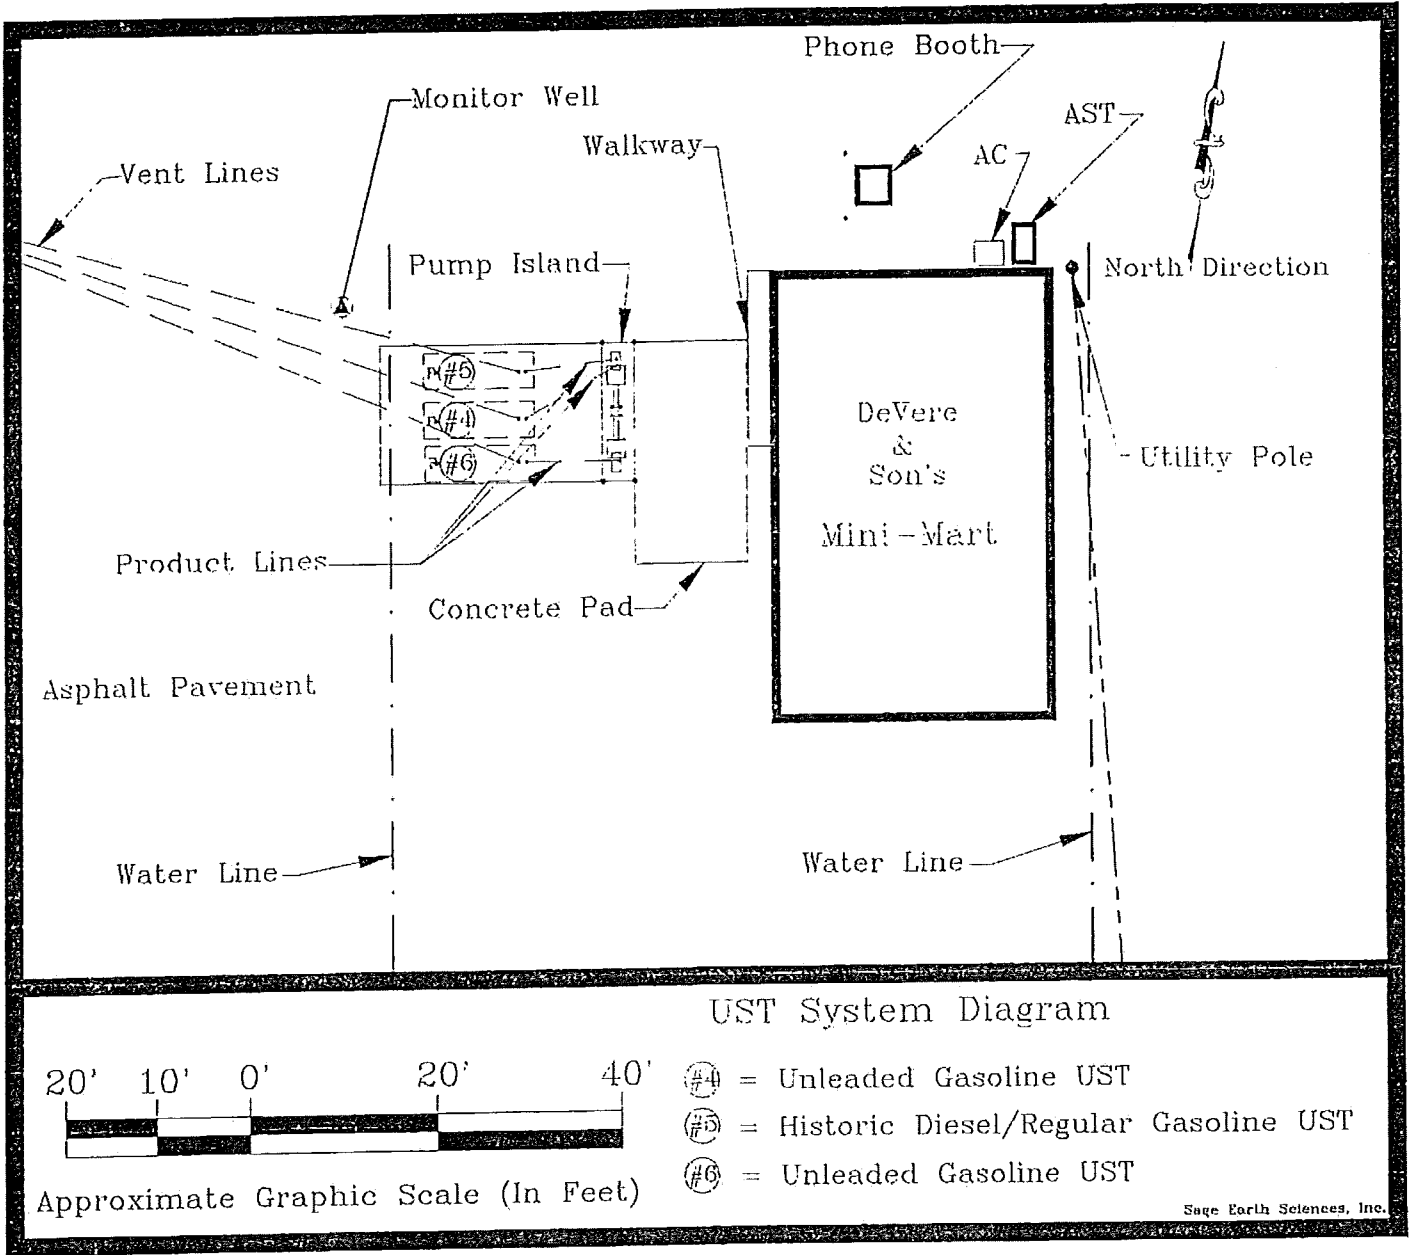 Phone Booth
Monitor Well
AST
Walkway
AC
Vent Lines
Pump Island
North Direction
#5
#4
#6
DeVere
&
Son's
Mini-Mart
Utility Pole
Product Lines
Concrete Pad
Asphalt Pavement
Water Line
Water Line
UST System Diagram
20' 10' 0' 20' 40'
#4 = Unleaded Gasoline UST
#5 = Historic Diesel/Regular Gasoline UST
#6 = Unleaded Gasoline UST
Approximate Graphic Scale (In Feet)
Sage Earth Sciences, Inc.